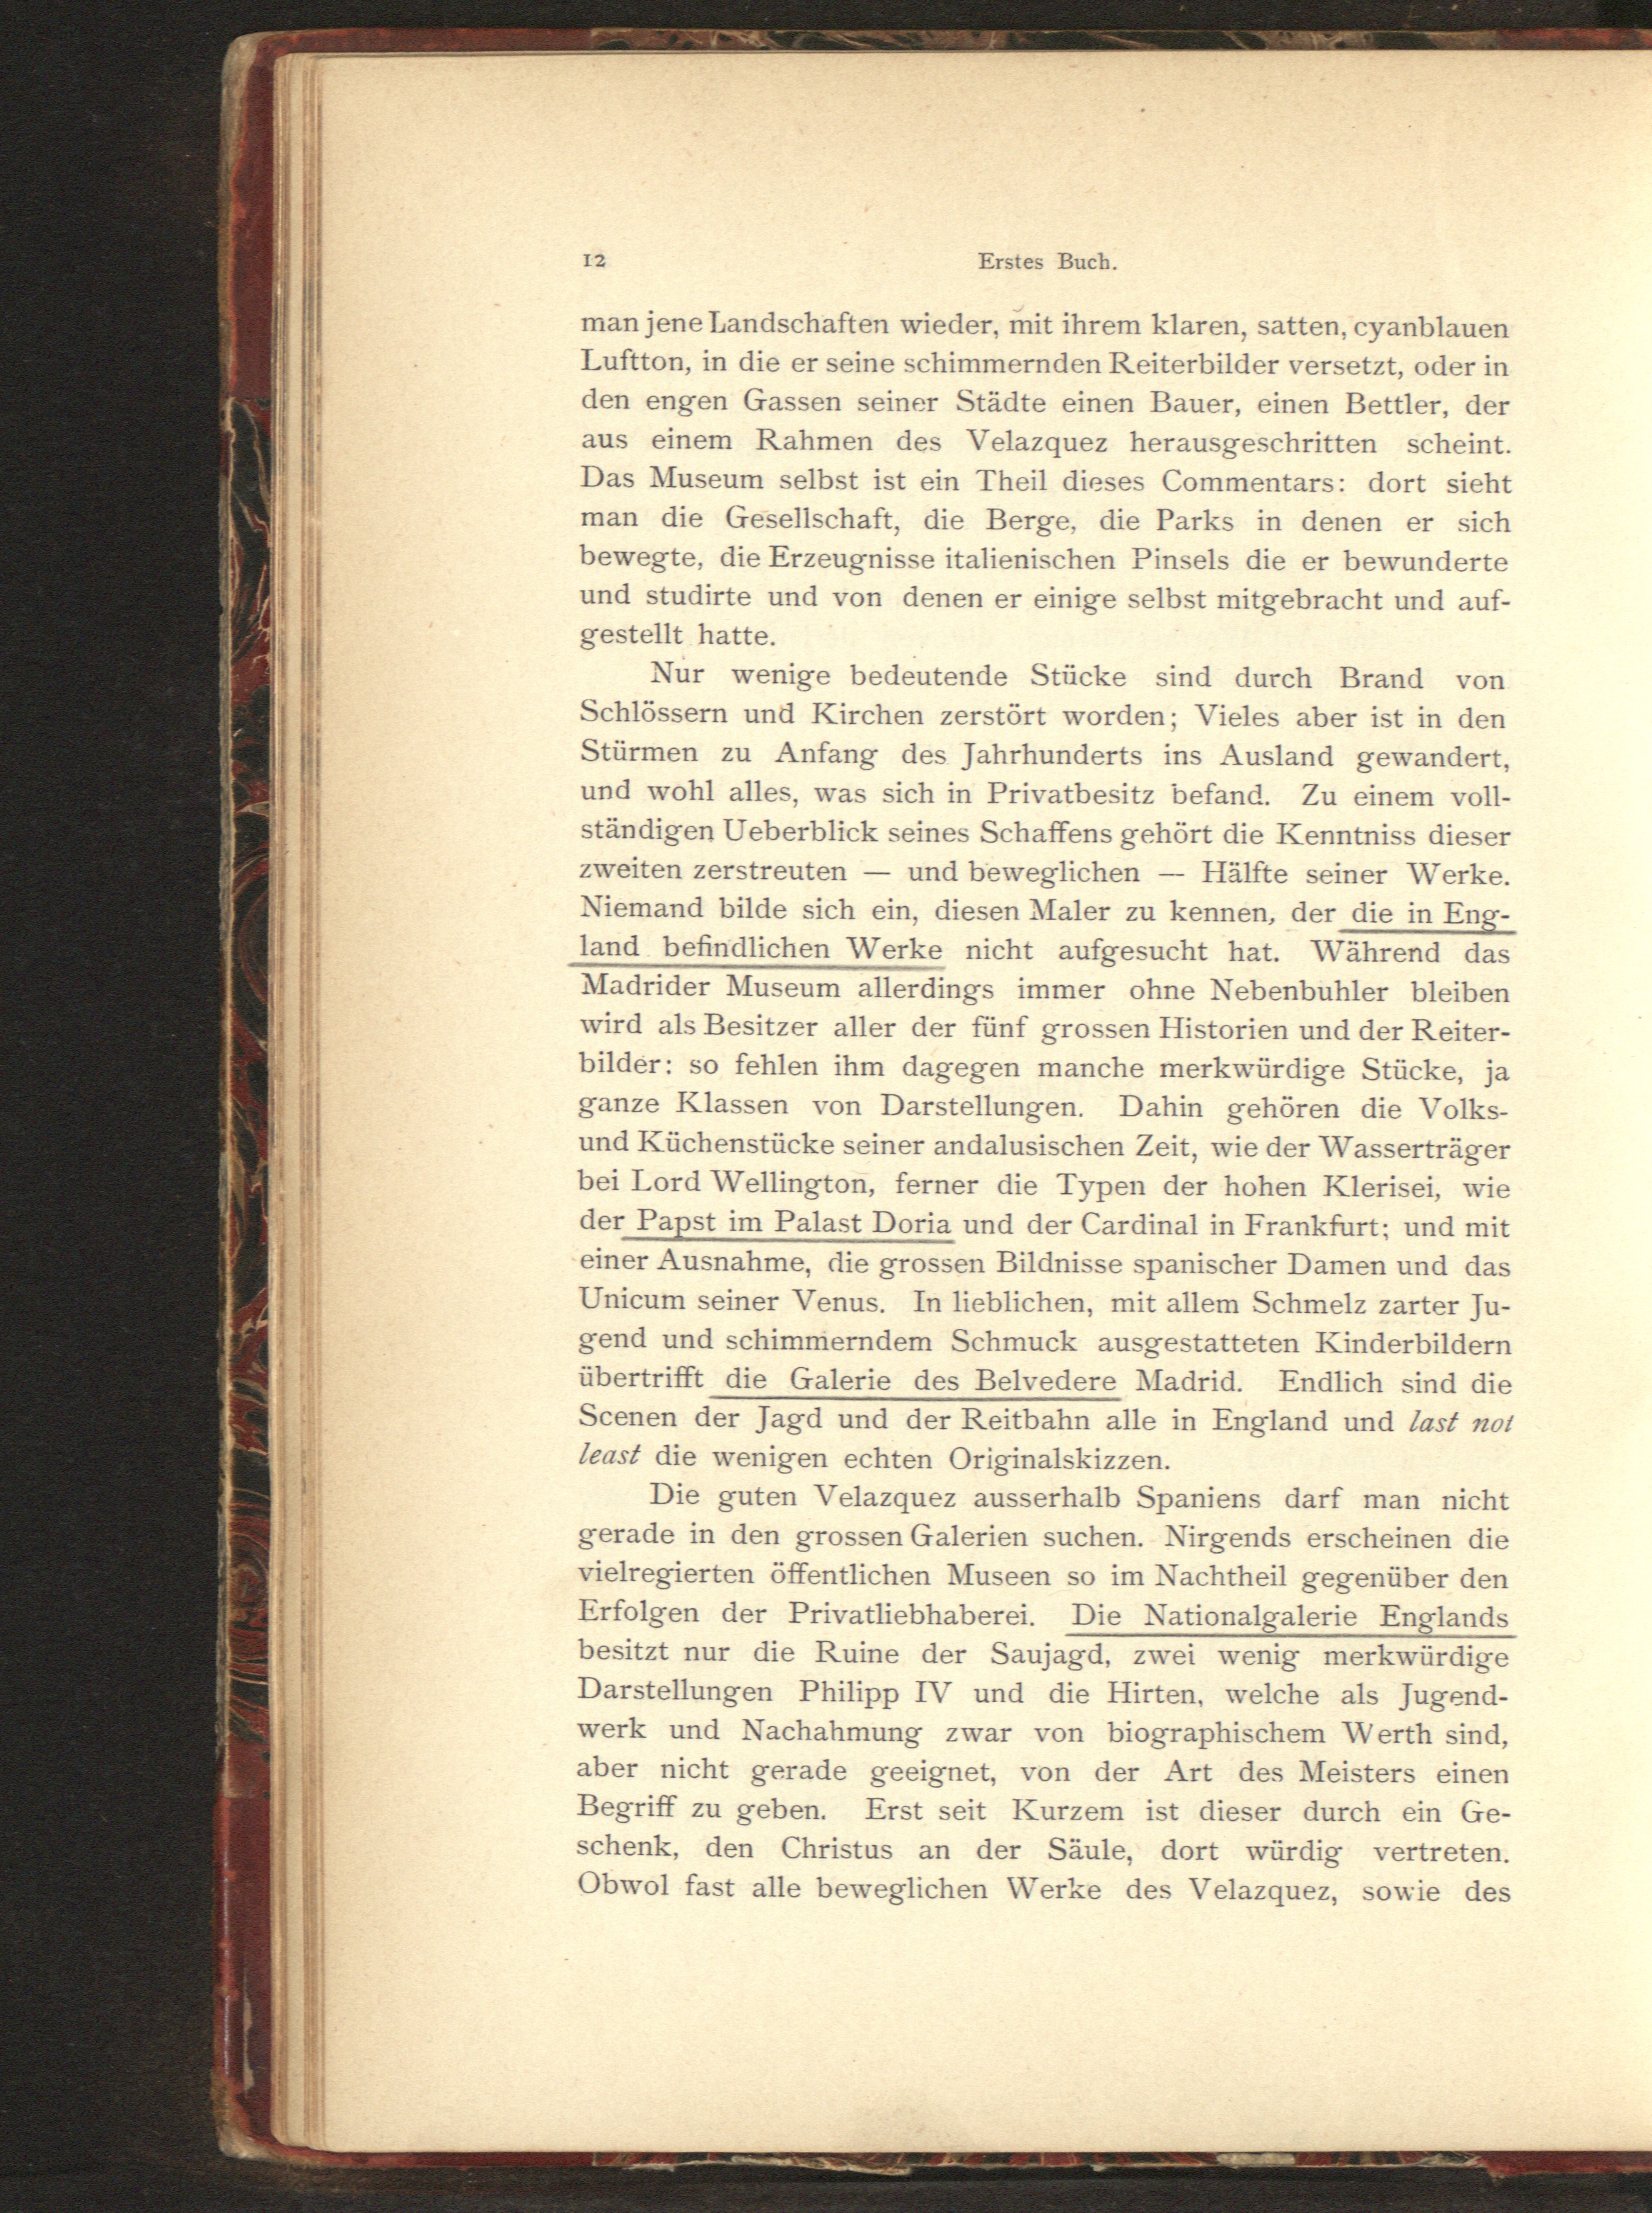 12
Erstes Buch.
man jene Landschaften wieder, mit ihrem klaren, satten, cyanblauen
Luftton, in die er seine schimmernden Reiterbilder versetzt, oder in
den engen Gassen seiner Städte einen Bauer, einen Bettler, der
aus einem Rahmen des Velazquez herausgeschritten scheint.
Das Museum selbst ist ein Theil dieses Commentars: dort sieht
man die Gesellschaft, die Berge, die Parks in denen er sich
bewegte, die Erzeugnisse italienischen Pinsels die er bewunderte
und studirte und von denen er einige selbst mitgebracht und auf-
gestellt hatte.
Nur wenige bedeutende Stücke sind durch Brand von
Schlössern und Kirchen zerstört worden; Vieles aber ist in den
Stürmen zu Anfang des Jahrhunderts ins Ausland gewandert,
und wohl alles, was sich in Privatbesitz befand. Zu einem voll-
ständigen Ueberblick seines Schaffens gehört die Kenntniss dieser
zweiten zerstreuten — und beweglichen — Hälfte seiner Werke.
Niemand bilde sich ein, diesen Maler zu kennen, der die in Eng-
land befindlichen Werke nicht aufgesucht hat. Während das
Madrider Museum allerdings immer ohne Nebenbuhler bleiben
wird als Besitzer aller der fünf grossen Historien und der Reiter-
bilder: so fehlen ihm dagegen manche merkwürdige Stücke, ja
ganze Klassen von Darstellungen. Dahin gehören die Volks-
und Küchenstücke seiner andalusischen Zeit, wie der Wasserträger
bei Lord Wellington, ferner die Typen der hohen Klerisei, wie
der Papst im Palast Doria und der Cardinal in Frankfurt; und mit
einer Ausnahme, die grossen Bildnisse spanischer Damen und das
Unicum seiner Venus. In lieblichen, mit allem Schmelz zarter Ju-
gend und schimmerndem Schmuck ausgestatteten Kinderbildern
übertrifft die Galerie des Belvedere Madrid. Endlich sind die
Scenen der Jagd und der Reitbahn alle in England und last not
least die wenigen echten Originalskizzen.
Die guten Velazquez ausserhalb Spaniens darf man nicht
gerade in den grossen Galerien suchen. Nirgends erscheinen die
vielregierten öffentlichen Museen so im Nachtheil gegenüber den
Erfolgen der Privatliebhaberei. Die Nationalgalerie Englands
besitzt nur die Ruine der Saujagd, zwei wenig merkwürdige
Darstellungen Philipp IV und die Hirten, welche als Jugend-
werk und Nachahmung zwar von biographischem Werth sind,
aber nicht gerade geeignet, von der Art des Meisters einen
Begriff zu geben. Erst seit Kurzem ist dieser durch ein Ge-
schenk, den Christus an der Säule, dort würdig vertreten.
Obwol fast alle beweglichen Werke des Velazquez, sowie des